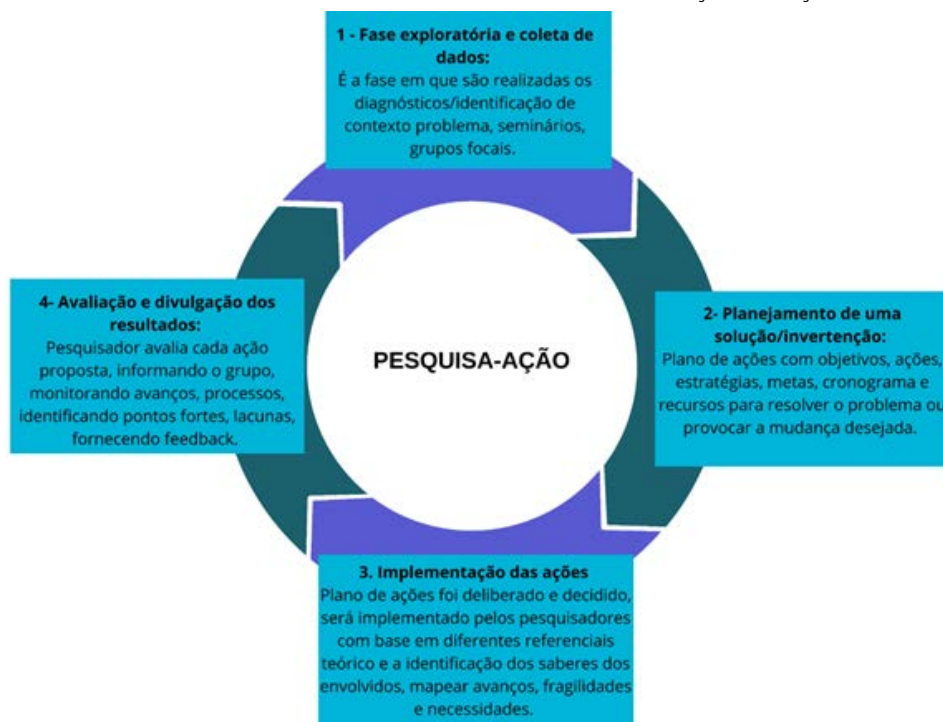 1 - Fase exploratória e coleta de
dados:
É a fase em que são realizadas os
diagnósticos/identificação de
contexto problema, seminários,
grupos focais.
4- Avaliação e divulgação dos
resultados:
Pesquisador avalia cada ação
proposta, informando o grupo,
monitorando avanços, processos,
identificando pontos fortes, lacunas,
fornecendo feedback.
PESQUISA-AÇÃO
2- Planejamento de uma
solução/invertenção:
Plano de ações com objetivos, ações,
estratégias, metas, cronograma e
recursos para resolver o problema ou
provocar a mudança desejada.
3. Implementação das ações
Plano de ações foi deliberado e decidido,
será implementado pelos pesquisadores
com base em diferentes referenciais
teórico e a identificação dos saberes dos
envolvidos, mapear avanços, fragilidades
e necessidades.